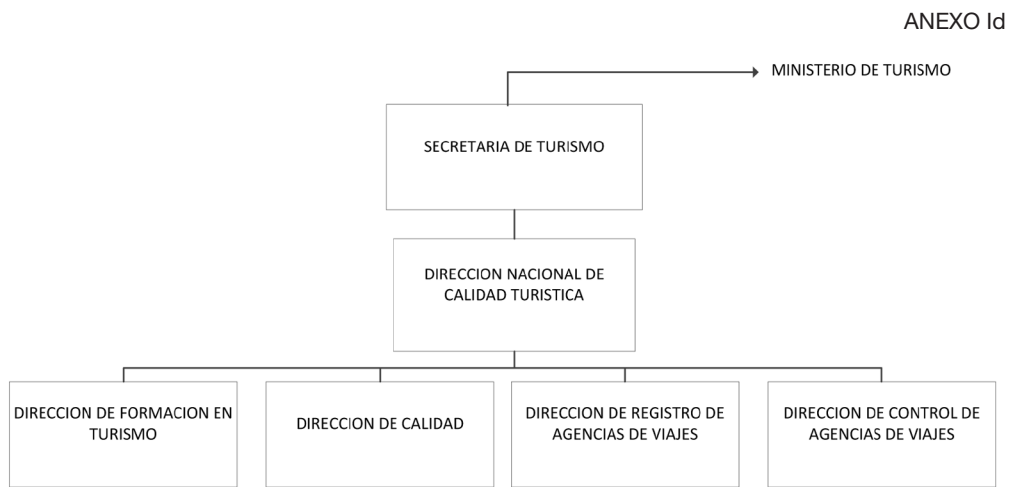 ANEXO Id
MINISTERIO DE TURISMO
SECRETARIA DE TURISMO
DIRECCION NACIONAL DE
CALIDAD TURISTICA
DIRECCION DE FORMACION EN
TURISMO
DIRECCION DE CALIDAD
DIRECCION DE REGISTRO DE
AGENCIAS DE VIAJES
DIRECCION DE CONTROL DE
AGENCIAS DE VIAJES